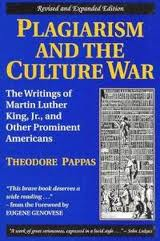 Revised and Expanded Edition
PLAGIARISM
AND THE
CULTURE WAR
The Writings of
Martin Luther
King, Jr., and
Other Prominent
Americans
THEODORE PAPPAS
"This brave book deserves a
wide reading . . ."
—from the Foreword by
EUGENE GENOVESE
"A work of great seriousness, expressed in a lucid style. . . ." —John Lukacs